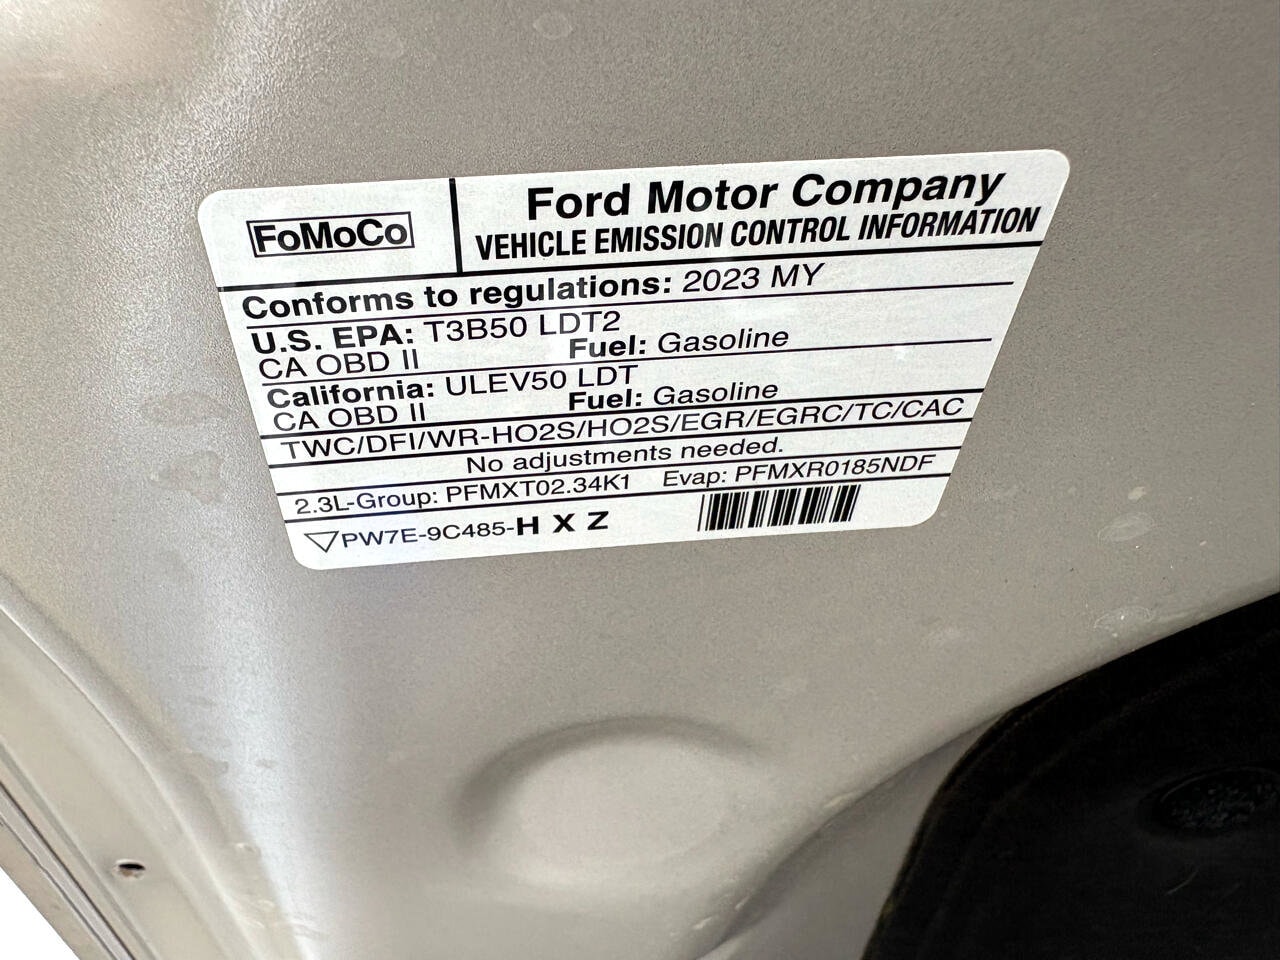 FoMoCo
Ford Motor Company
VEHICLE EMISSION CONTROL INFORMATION
Conforms to regulations: 2023 MY
U.S. EPA: T3B50 LDT2
CA OBD II Fuel: Gasoline
California: ULEV50 LDT
CA OBD II Fuel: Gasoline
TWC/DFI/WR-HO2S/HO2S/EGR/EGRC/TC/CAC
No adjustments needed.
2.3L-Group: PFMXT02.34K1 Evap: PFMXR0185NDF
PW7E-9C485-H X Z